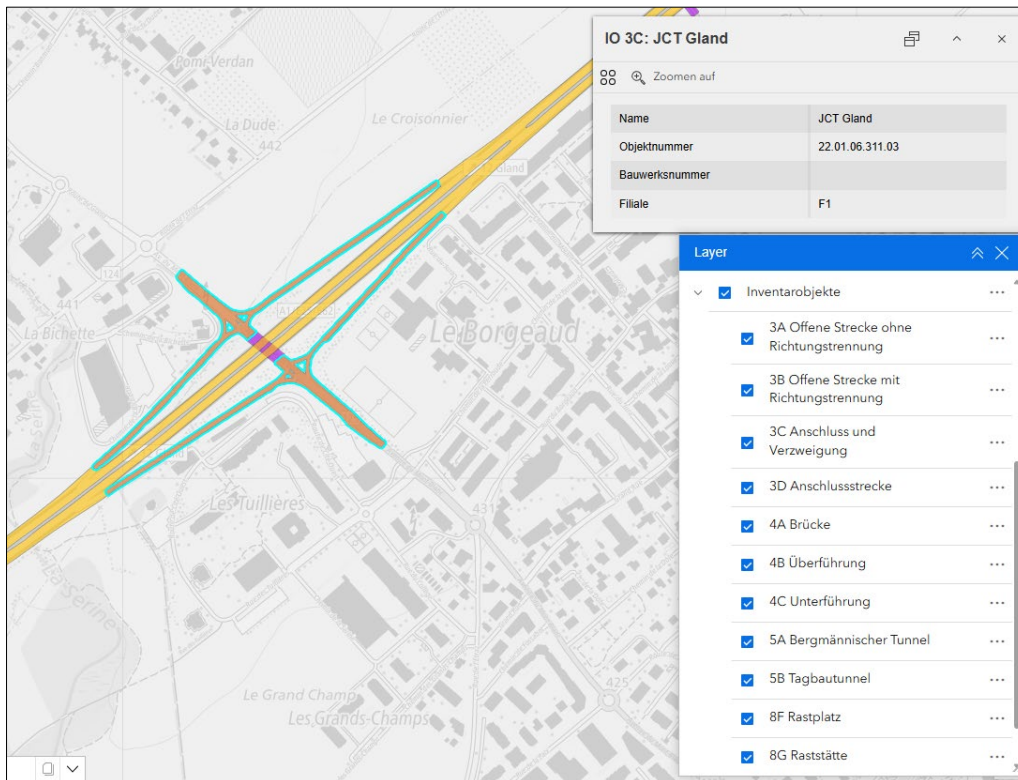 IO 3C: JCT Gland
Zoomen auf
Name JCT Gland
Objektnummer 22.01.06.311.03
Bauwerksnummer
Filiale F1
Layer
Inventarobjekte
3A Offene Strecke ohne
Richtungstrennung
3B Offene Strecke mit
Richtungstrennung
3C Anschluss und
Verzweigung
3D Anschlussstrecke
4A Brücke
4B Überführung
4C Unterführung
5A Bergmännischer Tunnel
5B Tagbautunnel
8F Rastplatz
8G Raststätte
Pomi-Verdan
La Dude
442
Le Croisonnier
441
La Bichette
Le Borgeaud
Les Tuillières
431
Le Grand Champ
Les Grands-Champs
425